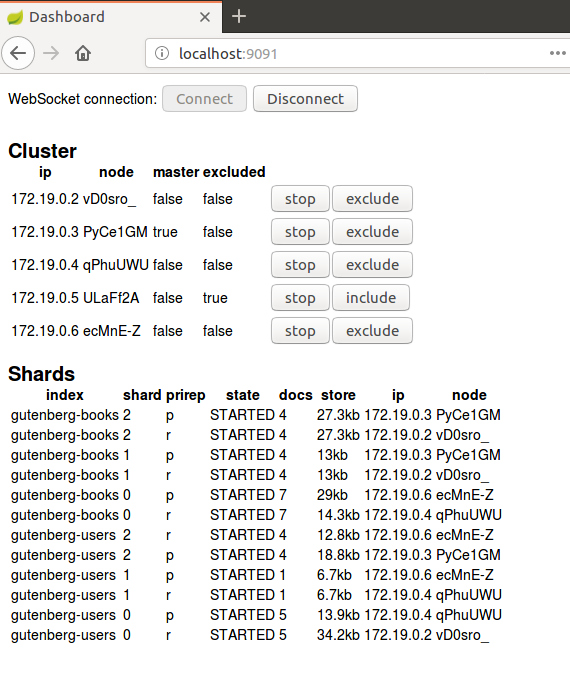 Dashboard
localhost:9091
WebSocket connection: Connect Disconnect
Cluster
ip node master excluded
172.19.0.2 vD0sro_ false false stop exclude
172.19.0.3 PyCe1GM true false stop exclude
172.19.0.4 qPhuUWU false false stop exclude
172.19.0.5 ULaFf2A false true stop include
172.19.0.6 ecMnE-Z false false stop exclude
Shards
index shard prirep state docs store ip node
gutenberg-books 2 p STARTED 4 27.3kb 172.19.0.3 PyCe1GM
gutenberg-books 2 r STARTED 4 27.3kb 172.19.0.2 vD0sro_
gutenberg-books 1 p STARTED 4 13kb 172.19.0.3 PyCe1GM
gutenberg-books 1 r STARTED 4 13kb 172.19.0.2 vD0sro_
gutenberg-books 0 p STARTED 7 29kb 172.19.0.6 ecMnE-Z
gutenberg-books 0 r STARTED 7 14.3kb 172.19.0.4 qPhuUWU
gutenberg-users 2 r STARTED 4 12.8kb 172.19.0.6 ecMnE-Z
gutenberg-users 2 p STARTED 4 18.8kb 172.19.0.3 PyCe1GM
gutenberg-users 1 p STARTED 1 6.7kb 172.19.0.6 ecMnE-Z
gutenberg-users 1 r STARTED 1 6.7kb 172.19.0.4 qPhuUWU
gutenberg-users 0 p STARTED 5 13.9kb 172.19.0.4 qPhuUWU
gutenberg-users 0 r STARTED 5 34.2kb 172.19.0.2 vD0sro_